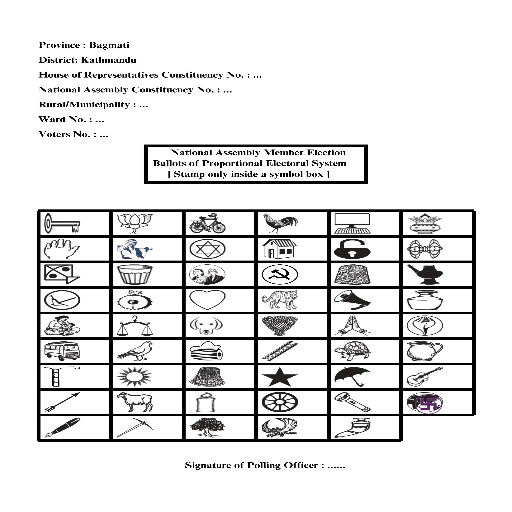 Province : Bagmati
District: Kathmandu
House of Representatives Constituency No. : ...
National Assembly Constituency No. : ...
Rural/Municipality : ...
Ward No. : ...
Voters No. : ...
National Assembly Member Election
Ballots of Proportional Electoral System
[ Stamp only inside a symbol box ]
Signature of Polling Officer : ......